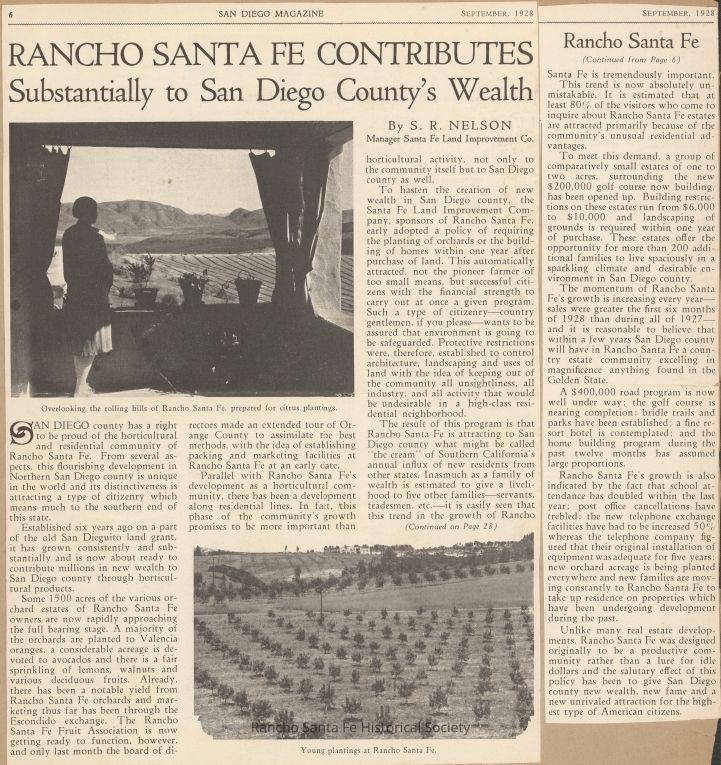 6
SAN DIEGO MAGAZINE
SEPTEMBER, 1928
RANCHO SANTA FE CONTRIBUTES
Substantially to San Diego County's Wealth
Overlooking the rolling hills of Rancho Santa Fe, prepared for citrus plantings.
SAN DIEGO county has a right
to be proud of the horticultural
and residential community of
Rancho Santa Fe. From several as-
pects, this flourishing development in
Northern San Diego county is unique
in the world and its distinctiveness is
attracting a type of citizenry which
means much to the southern end of
this state.
Established six years ago on a part
of the old San Dieguito land grant,
it has grown consistently and sub-
stantially and is now about ready to
contribute millions in new wealth to
San Diego county through horticul-
tural products.
Some 1500 acres of the various or-
chard estates of Rancho Santa Fe
owners are now rapidly approaching
the full bearing stage. A majority of
the orchards are planted to Valencia
oranges, a considerable acreage is de-
voted to avocados and there is a fair
sprinkling of lemons, walnuts and
various deciduous fruits. Already,
there has been a notable yield from
Rancho Santa Fe orchards and mar-
keting thus far has been through the
Escondido exchange. The Rancho
Santa Fe Fruit Association is now
getting ready to function, however,
and only last month the board of di-
rectors made an extended tour of Or-
ange County to assimilate the best
methods, with the idea of establishing
packing and marketing facilities at
Rancho Santa Fe at an early date.
Parallel with Rancho Santa Fe's
development as a horticultural com-
munity, there has been a development
along residential lines. In fact, this
phase of the community's growth
promises to be more important than
By S. R. NELSON
Manager Santa Fe Land Improvement Co.
horticultural activity, not only to
the community itself but to San Diego
county as well.
To hasten the creation of new
wealth in San Diego county, the
Santa Fe Land Improvement Com-
pany, sponsors of Rancho Santa Fe,
early adopted a policy of requiring
the planting of orchards or the build-
ing of homes within one year after
purchase of land. This automatically
attracted, not the pioneer farmer of
too small means, but successful citi-
zens with the financial strength to
carry out at once a given program.
Such a type of citizenry—country
gentlemen, if you please—wants to be
assured that environment is going to
be safeguarded. Protective restrictions
were, therefore, established to control
architecture, landscaping and uses of
land with the idea of keeping out of
the community all unsightliness, all
industry, and all activity that would
be undesirable in a high-class resi-
dential neighborhood.
The result of this program is that
Rancho Santa Fe is attracting to San
Diego county what might be called
"the cream" of Southern California's
annual influx of new residents from
other states. Inasmuch as a family of
wealth is estimated to give a liveli-
hood to five other families—servants,
tradesmen, etc.—it is easily seen that
this trend in the growth of Rancho
(Continued on Page 28)
Rancho Santa Fe Historical Society
Young plantings at Rancho Santa Fe.
SEPTEMBER, 1928
Rancho Santa Fe
(Continued from Page 6)
Santa Fe is tremendously important.
This trend is now absolutely un-
mistakable. It is estimated that at
least 80% of the visitors who come to
inquire about Rancho Santa Fe estates
are attracted primarily because of the
community's unusual residential ad-
vantages.
To meet this demand, a group of
comparatively small estates of one to
two acres, surrounding the new
$200,000 golf course now building,
has been opened up. Building restric-
tions on these estates run from $6,000
to $10,000 and landscaping of
grounds is required within one year
of purchase. These estates offer the
opportunity for more than 200 addi-
tional families to live spaciously in a
sparkling climate and desirable en-
vironment in San Diego county.
The momentum of Rancho Santa
Fe's growth is increasing every year—
sales were greater the first six months
of 1928 than during all of 1927—
and it is reasonable to believe that
within a few years San Diego county
will have in Rancho Santa Fe a coun-
try estate community excelling in
magnificence anything found in the
Golden State.
A $400,000 road program is now
well under way; the golf course is
nearing completion; bridle trails and
parks have been established; a fine re-
sort hotel is contemplated; and the
home building program during the
past twelve months has assumed
large proportions.
Rancho Santa Fe's growth is also
indicated by the fact that school at-
tendance has doubled within the last
year; post office cancellations have
trebled; the new telephone exchange
facilities have had to be increased 50%
whereas the telephone company fig-
ured that their original installation of
equipment was adequate for five years;
new orchard acreage is being planted
everywhere and new families are mov-
ing constantly to Rancho Santa Fe to
take up residence on properties which
have been undergoing development
during the past.
Unlike many real estate develop-
ments, Rancho Santa Fe was designed
originally to be a productive com-
munity rather than a lure for idle
dollars and the salutary effect of this
policy has been to give San Diego
county new wealth, new fame and a
new unrivaled attraction for the high-
est type of American citizens.